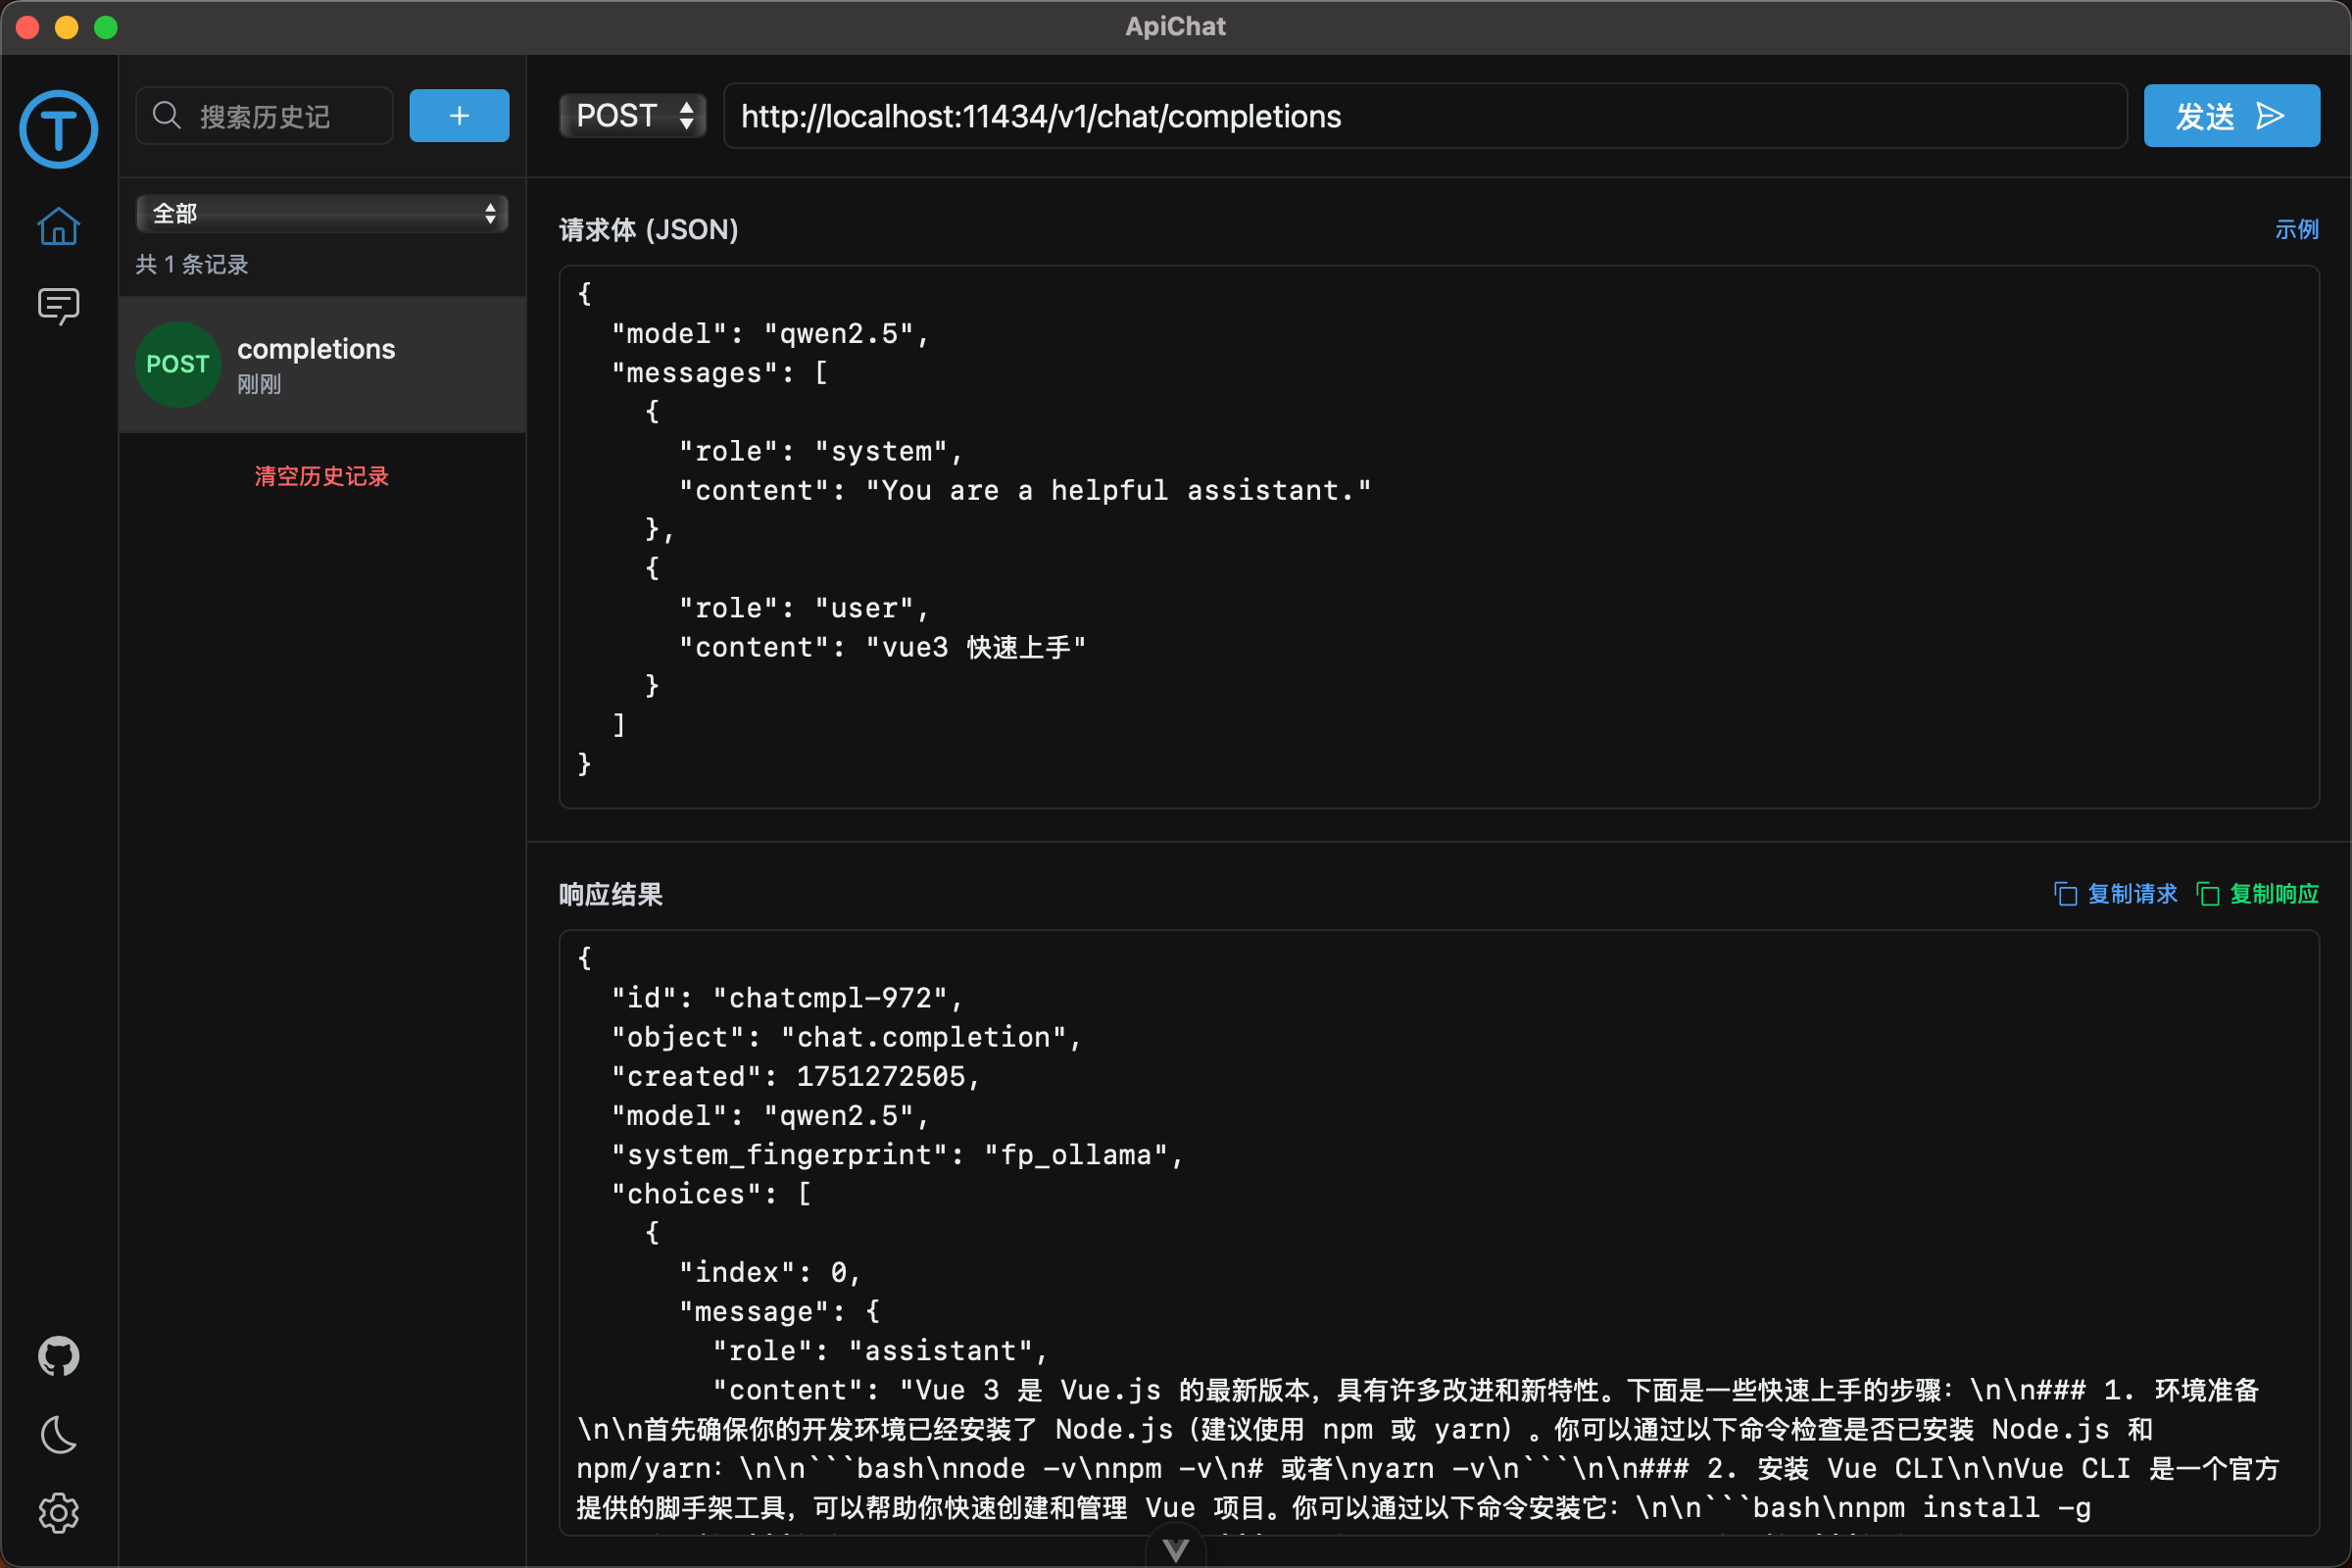 ApiChat
T
搜索历史记
+
全部
共 1 条记录
POST
completions
刚刚
清空历史记录
POST
http://localhost:11434/v1/chat/completions
发送
请求体 (JSON)
示例
{
"model": "qwen2.5",
"messages": [
{
"role": "system",
"content": "You are a helpful assistant."
},
{
"role": "user",
"content": "vue3 快速上手"
}
]
}
响应结果
复制请求
复制响应
{
"id": "chatcmpl-972",
"object": "chat.completion",
"created": 1751272505,
"model": "qwen2.5",
"system_fingerprint": "fp_ollama",
"choices": [
{
"index": 0,
"message": {
"role": "assistant",
"content": "Vue 3 是 Vue.js 的最新版本，具有许多改进和新特性。下面是一些快速上手的步骤：\n\n### 1. 环境准备
\n\n首先确保你的开发环境已经安装了 Node.js（建议使用 npm 或 yarn）。你可以通过以下命令检查是否已安装 Node.js 和
npm/yarn：\n\n```bash\nnode -v\nnpm -v\n# 或者\nyarn -v\n```\n\n### 2. 安装 Vue CLI\n\nVue CLI 是一个官方
提供的脚手架工具，可以帮助你快速创建和管理 Vue 项目。你可以通过以下命令安装它：\n\n```bash\nnpm install -g